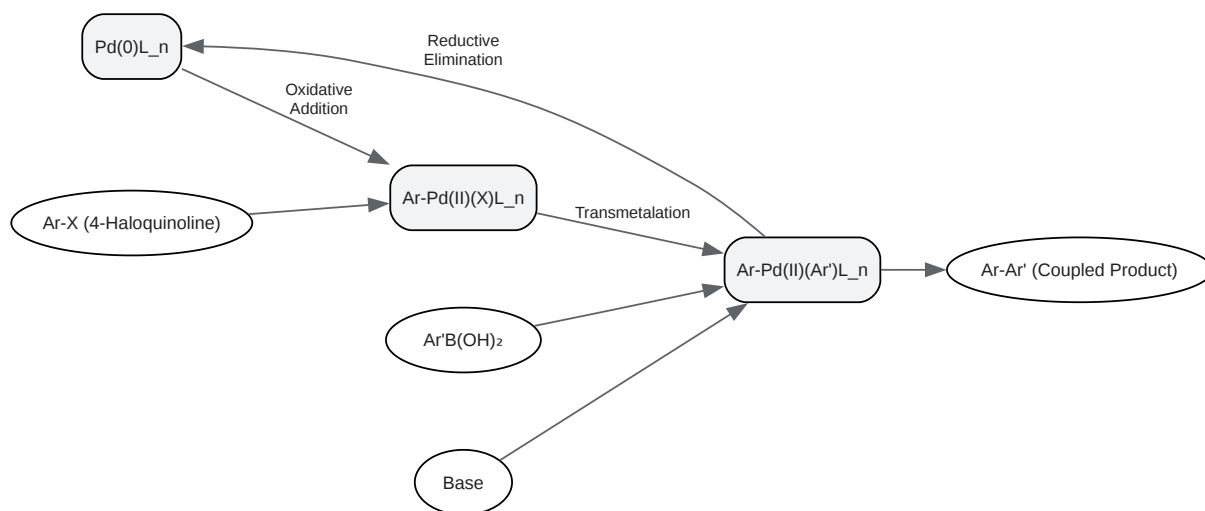 Pd(0)L_n
Reductive
Elimination
Oxidative
Addition
Ar-X (4-Haloquinoline)
Ar-Pd(II)(X)L_n
Transmetalation
Ar-Pd(II)(Ar')L_n
Ar-Ar' (Coupled Product)
Ar'B(OH)₂
Base